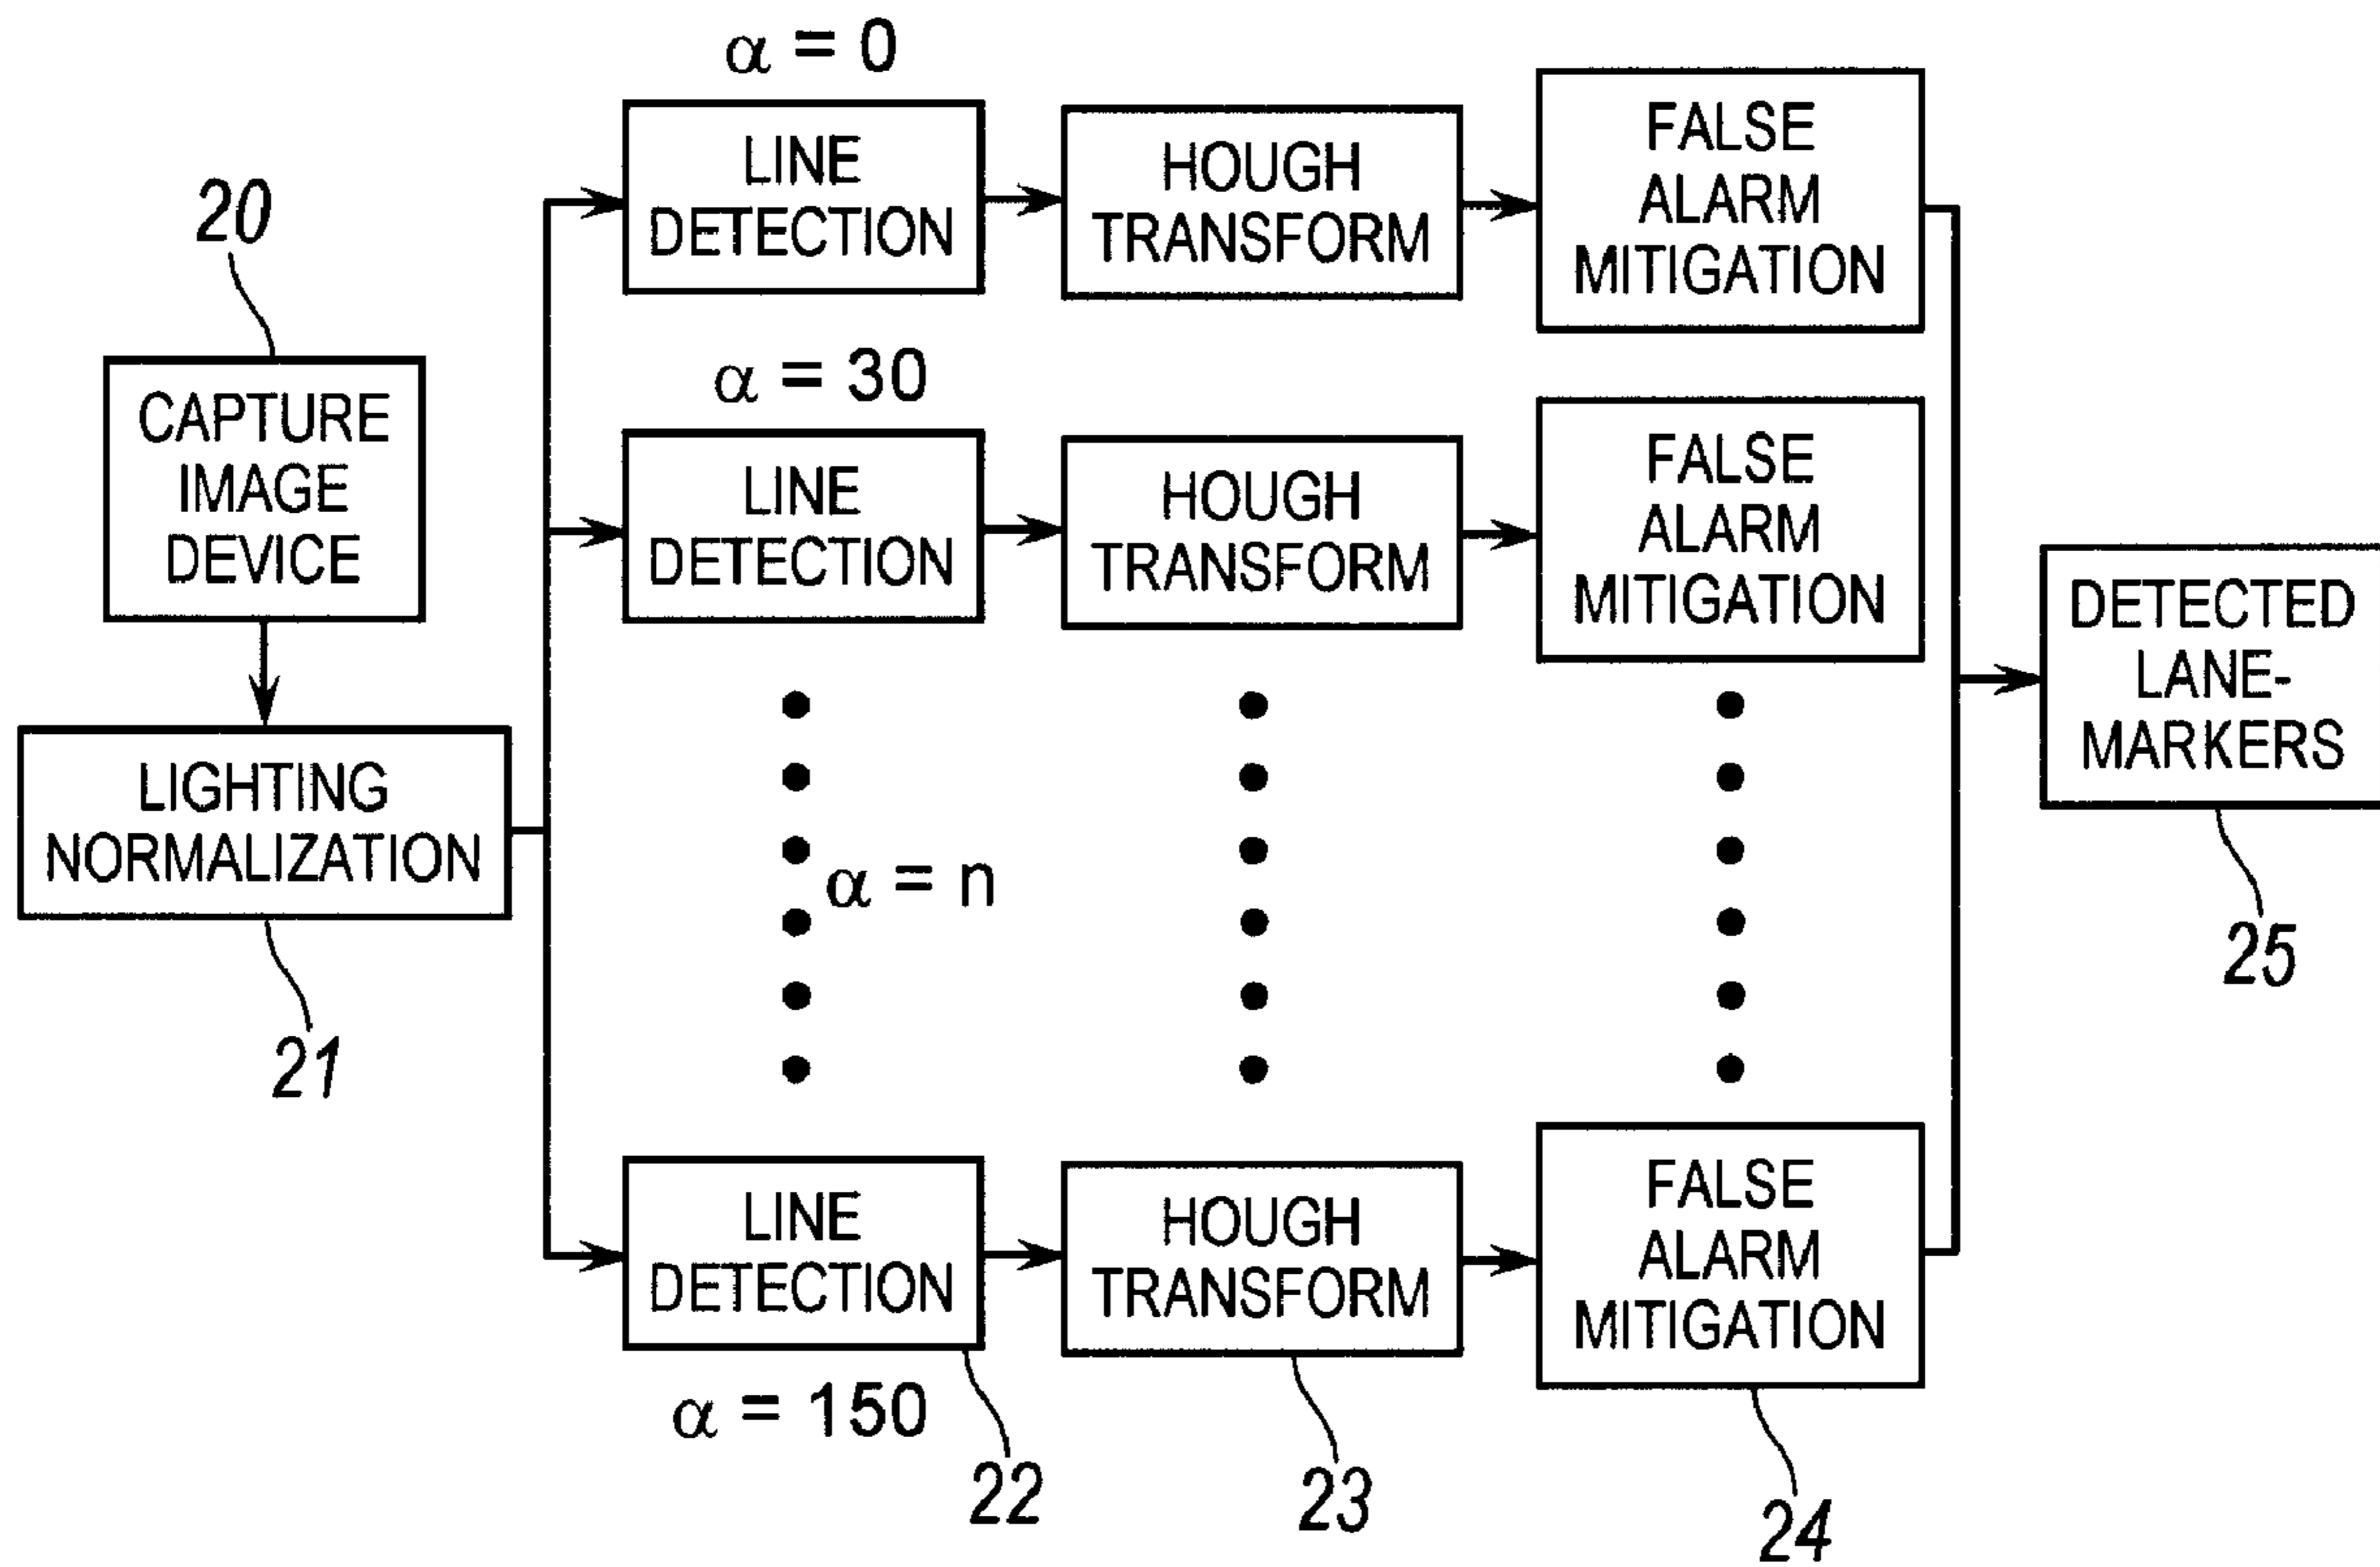 20
CAPTURE
IMAGE
DEVICE
LIGHTING
NORMALIZATION
21
α = 0
LINE
DETECTION
HOUGH
TRANSFORM
FALSE
ALARM
MITIGATION
α = 30
LINE
DETECTION
HOUGH
TRANSFORM
FALSE
ALARM
MITIGATION
α = n
LINE
DETECTION
α = 150
22
HOUGH
TRANSFORM
23
FALSE
ALARM
MITIGATION
24
DETECTED
LANE-
MARKERS
25